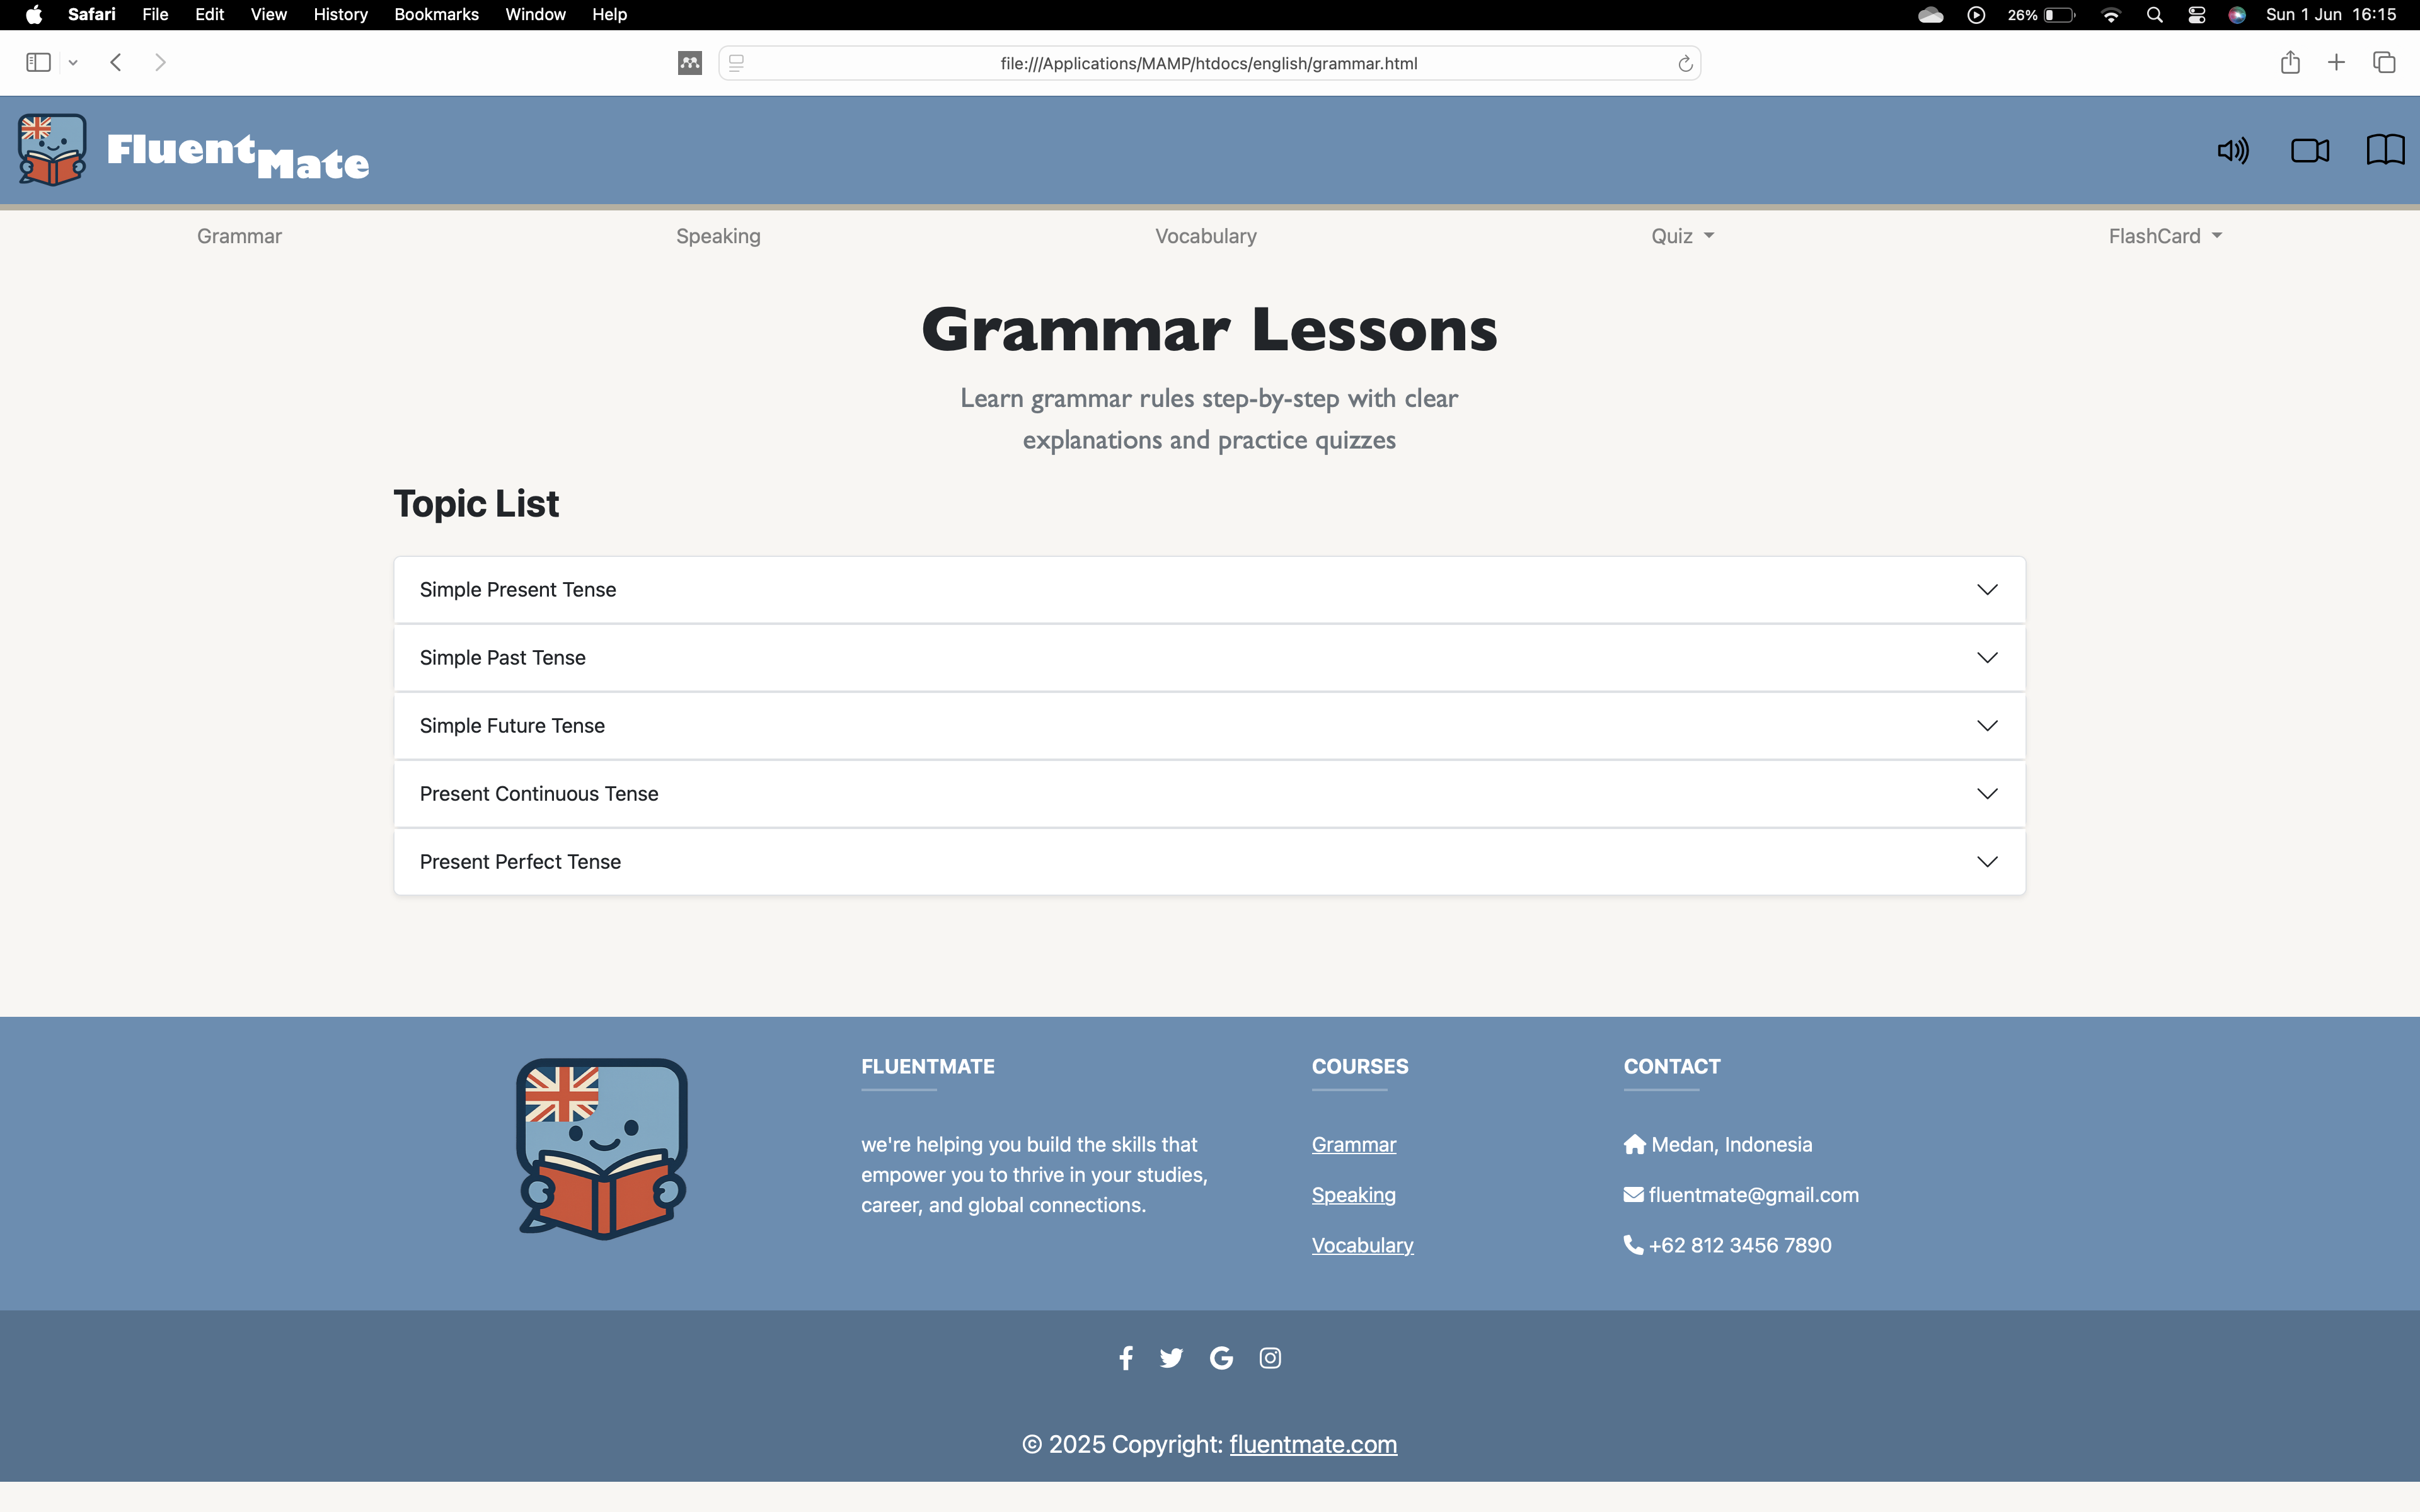 Safari File Edit View History Bookmarks Window Help 26% Sun 1 Jun 16:15
file:///Applications/MAMP/htdocs/english/grammar.html
FluentMate
Grammar Speaking Vocabulary Quiz FlashCard
Grammar Lessons
Learn grammar rules step-by-step with clear
explanations and practice quizzes
Topic List
Simple Present Tense
Simple Past Tense
Simple Future Tense
Present Continuous Tense
Present Perfect Tense
FLUENTMATE
we're helping you build the skills that
empower you to thrive in your studies,
career, and global connections.
COURSES
Grammar
Speaking
Vocabulary
CONTACT
Medan, Indonesia
fluentmate@gmail.com
+62 812 3456 7890
© 2025 Copyright: fluentmate.com